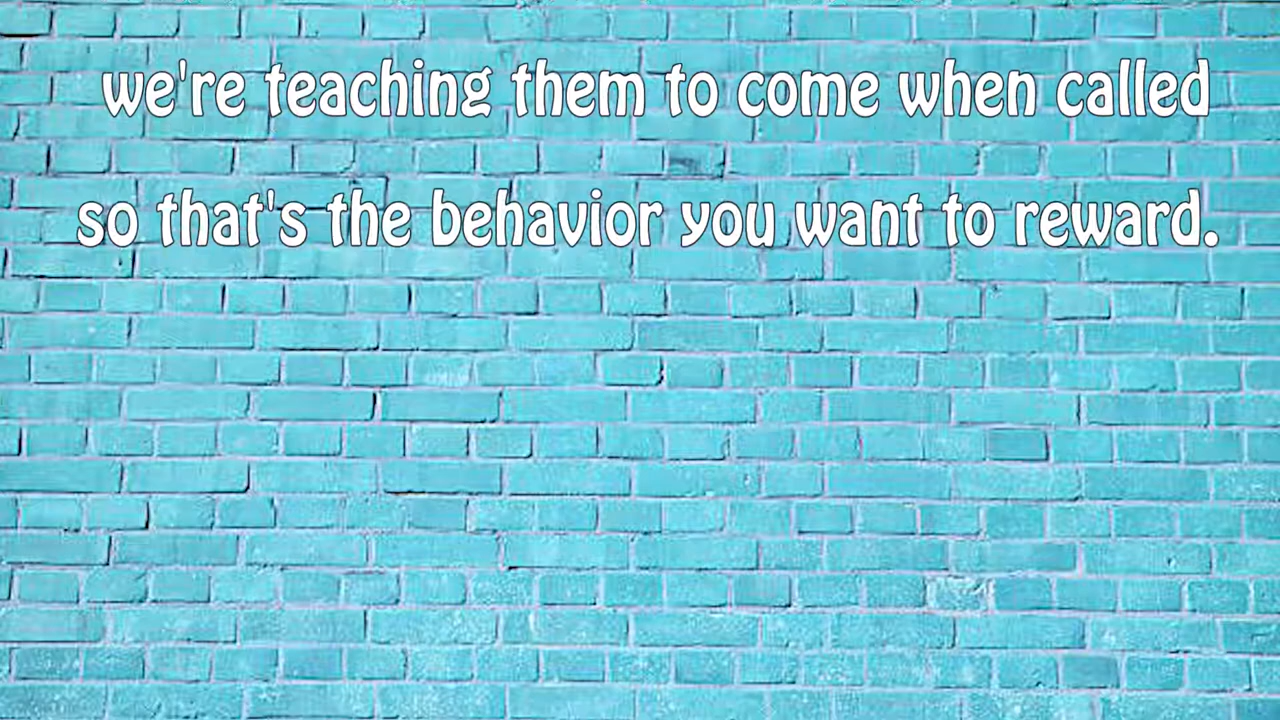 we're teaching them to come when called
so that's the behavior you want to reward.